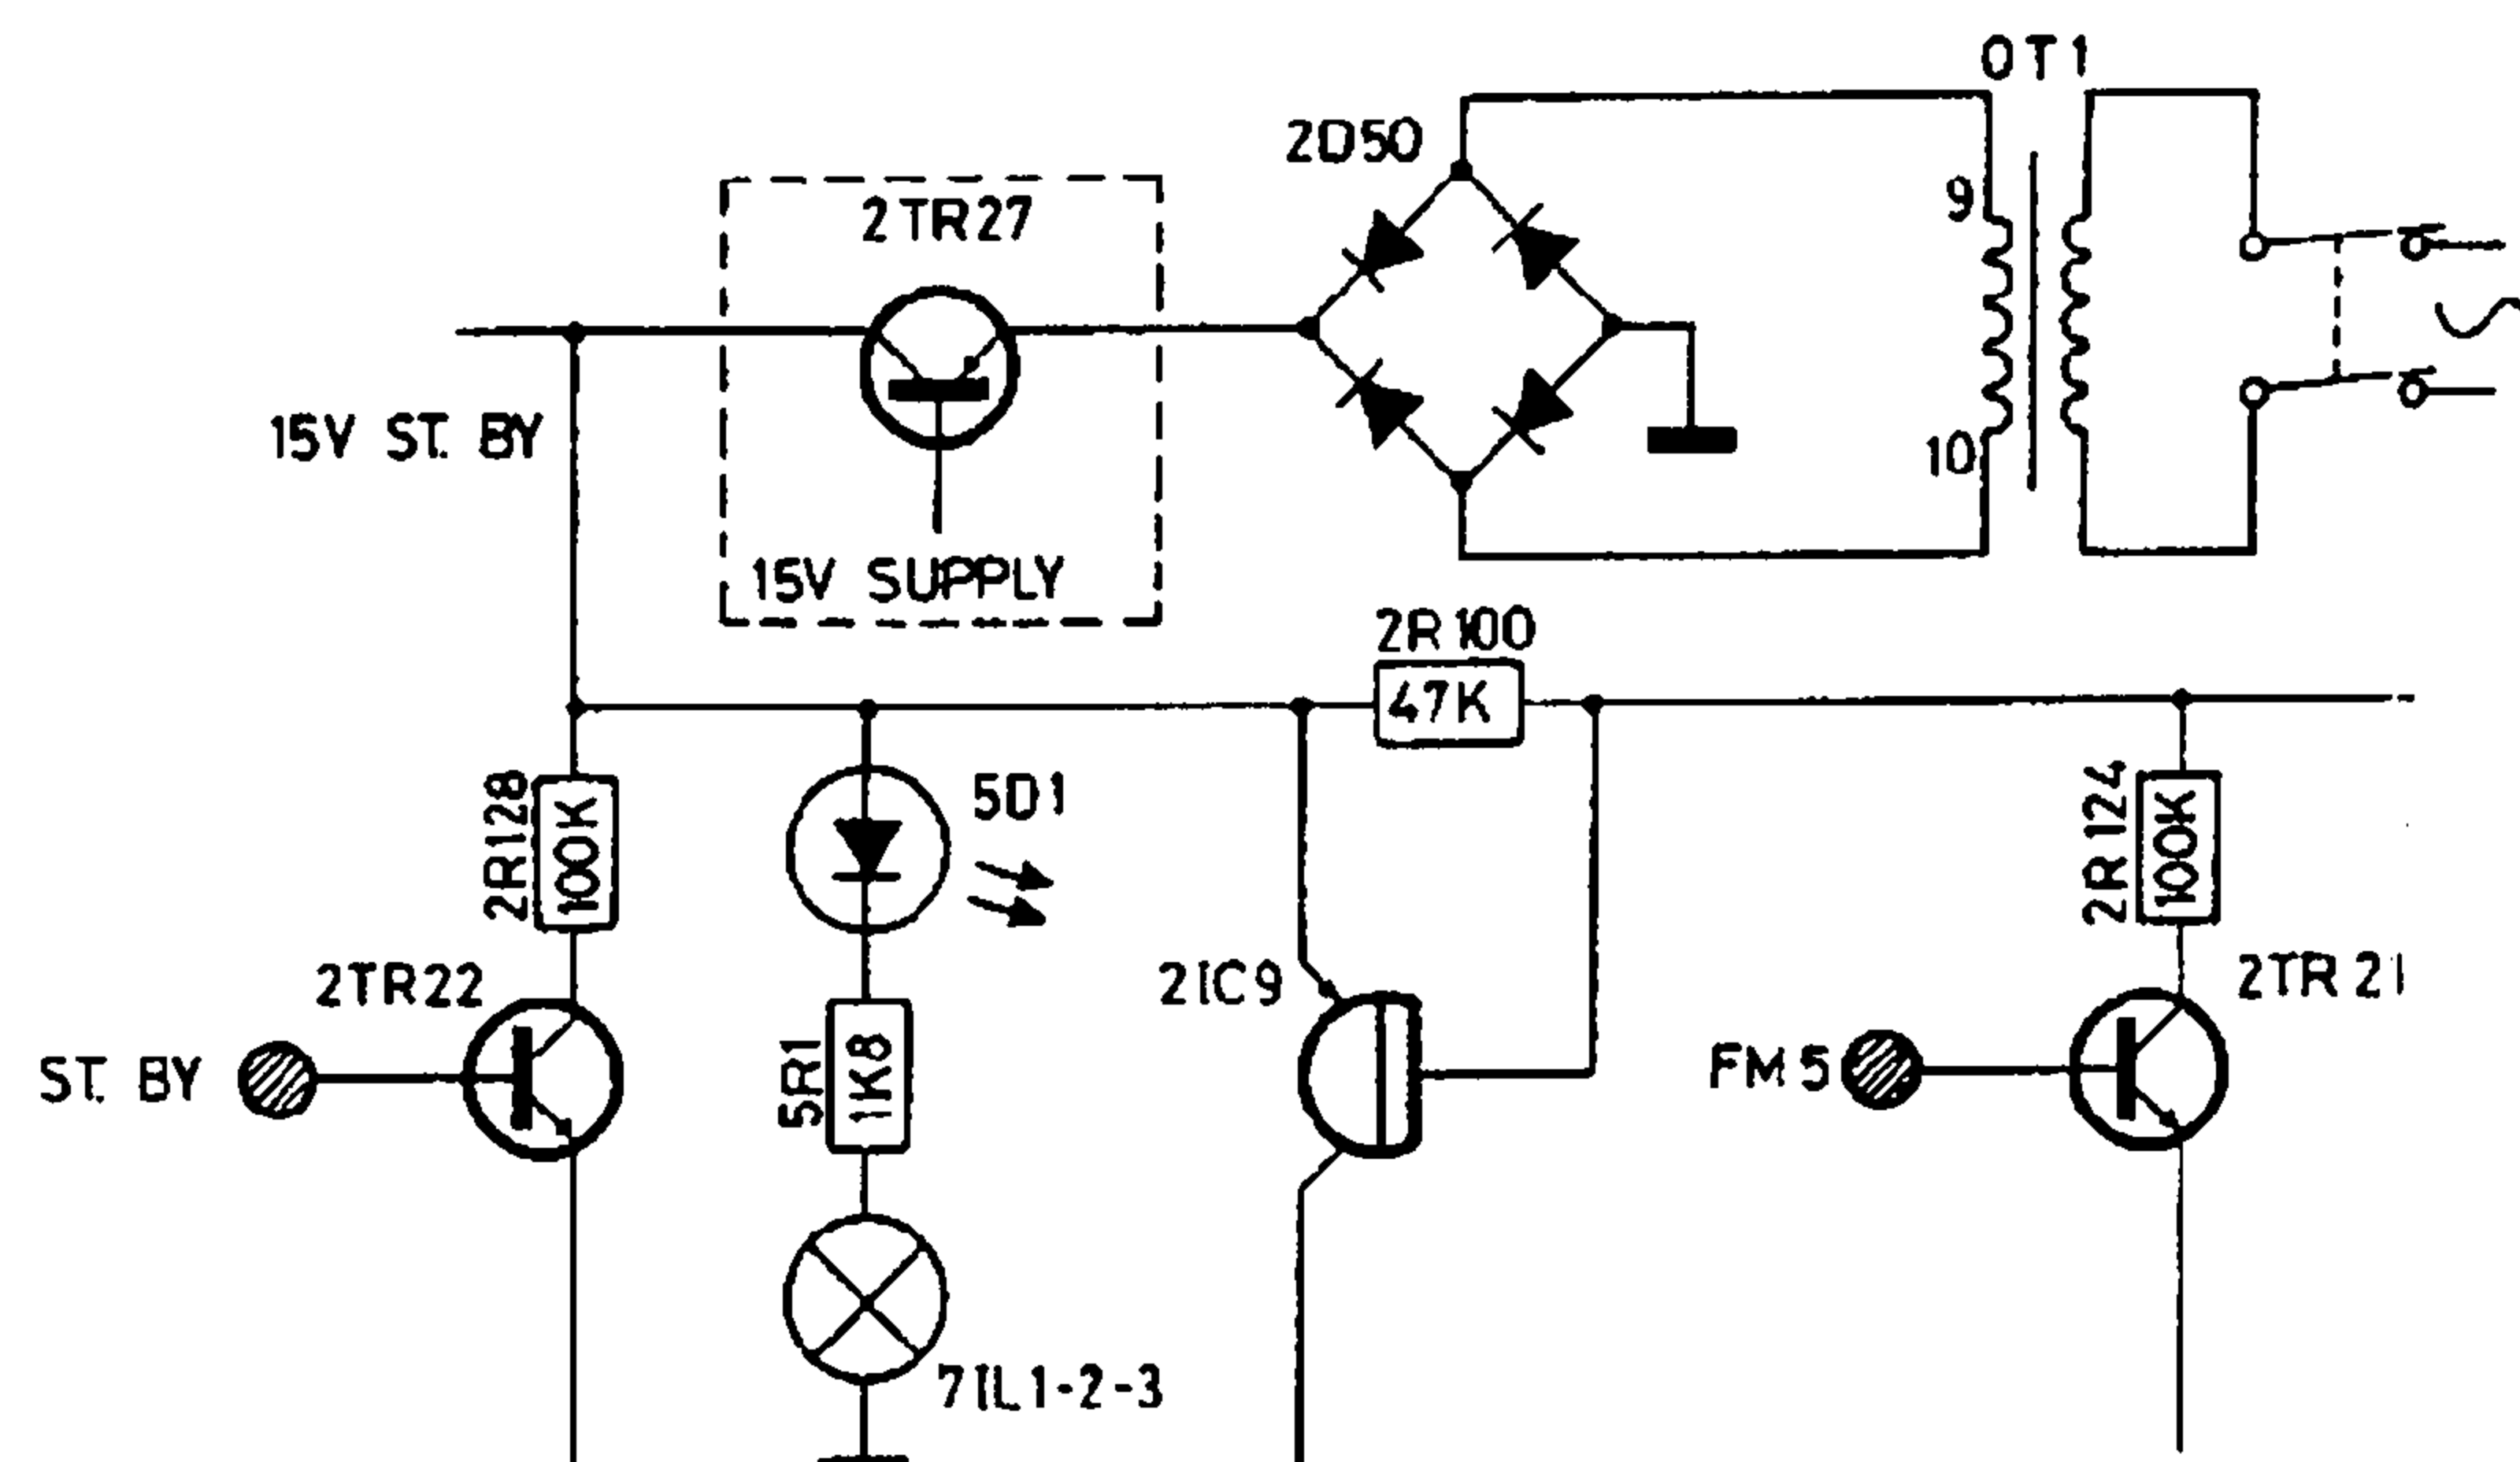 OT1
2D50
9
2TR27
15V ST. BY
10
15V SUPPLY
2R100
47K
2R128
100K
5D1
2R124
100K
2TR22
2IC9
2TR21
ST. BY
5R1
1K8
FM5
7IL1-2-3